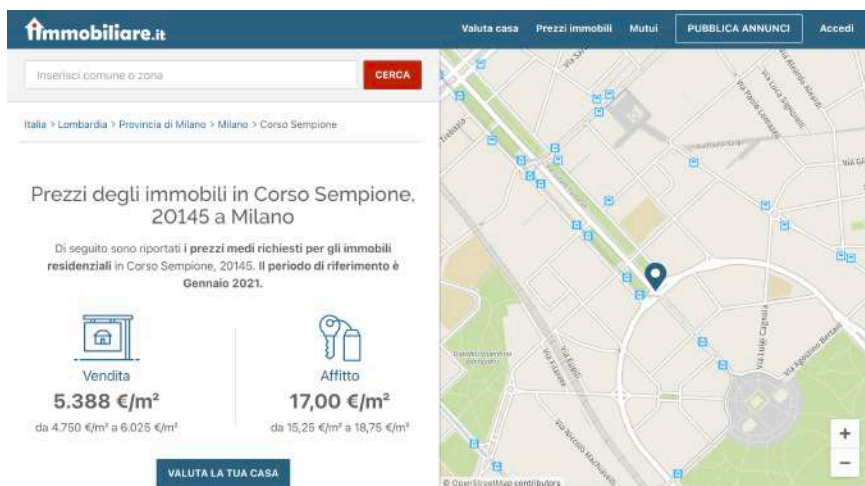 immobiliare.it
Valuta casa Prezzi immobili Mutui PUBBLICA ANNUNCI Accedi
Inserisci comune o zona CERCA
Italia > Lombardia > Provincia di Milano > Milano > Corso Sempione
Prezzi degli immobili in Corso Sempione,
20145 a Milano
Di seguito sono riportati i prezzi medi richiesti per gli immobili
residenziali in Corso Sempione, 20145. Il periodo di riferimento è
Gennaio 2021.
Vendita
5.388 €/m²
da 4.750 €/m² a 6.025 €/m²
Affitto
17,00 €/m²
da 15,25 €/m² a 18,75 €/m²
VALUTA LA TUA CASA
Via Luigi Cagnola
Via Agostino Bertani
Via Niccolò Machiavelli
+
−
© OpenStreetMap contributors